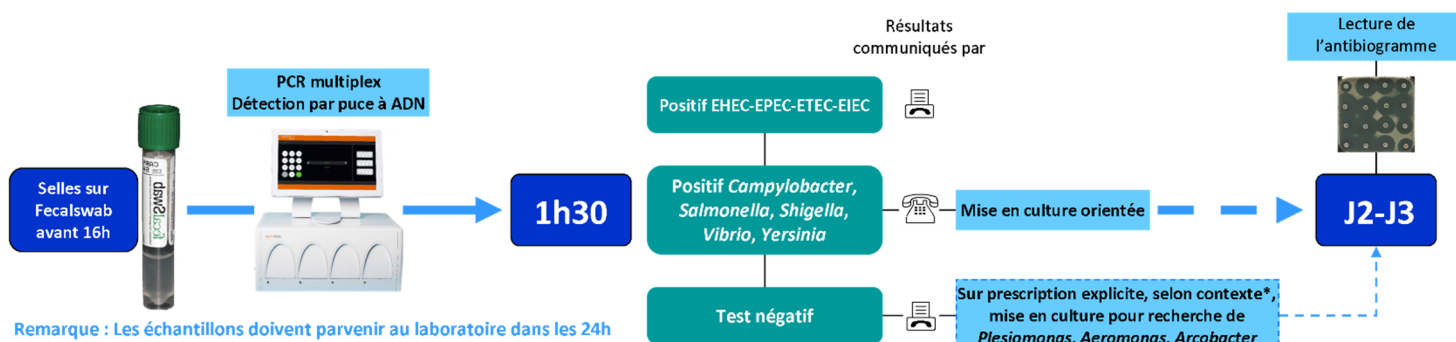 Résultats
communiqués par
Lecture de
l'antibiogramme
PCR multiplex
Détection par puce à ADN
Positif EHEC-EPEC-ETEC-EIEC
Selles sur
Fecalswab
avant 16h
FecalSwab
1h30
Positif Campylobacter,
Salmonella, Shigella,
Vibrio, Yersinia
Mise en culture orientée
J2-J3
Test négatif
Sur prescription explicite, selon contexte*,
mise en culture pour recherche de
Plesiomonas, Aeromonas, Arcobacter
Remarque : Les échantillons doivent parvenir au laboratoire dans les 24h